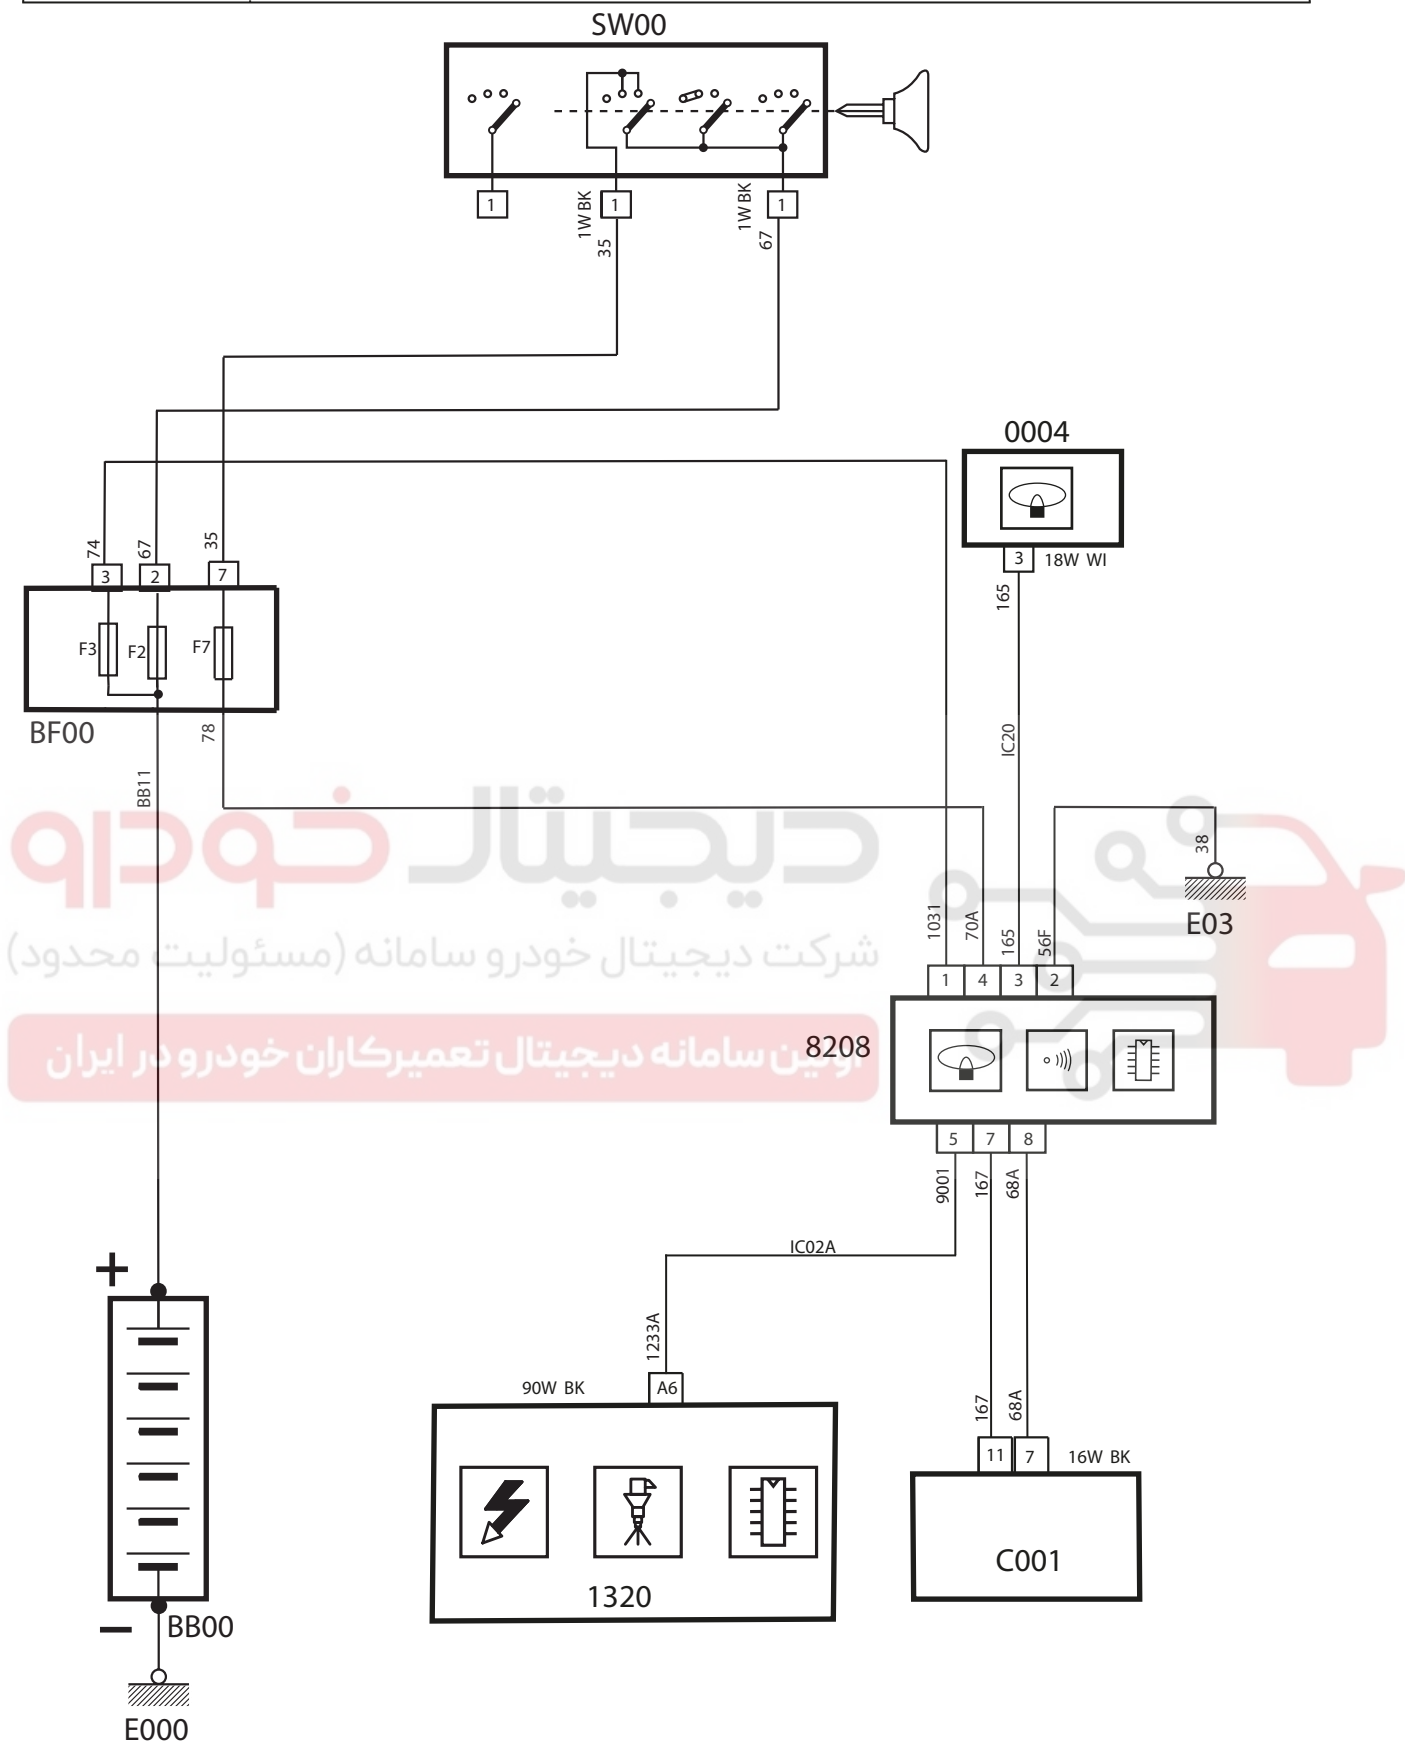 SW00
1
1
1
1W BK
35
1W BK
67
0004
3
18W WI
165
IC20
74
67
35
3
2
7
F3
F2
F7
BF00
78
BB11
38
E03
دیجیتال خودرو
شرکت دیجیتال خودرو سامانه (مسئولیت محدود)
اولین سامانه دیجیتال تعمیرکاران خودرو در ایران
1031
70A
165
56F
1
4
3
2
8208
5
7
8
9001
167
68A
IC02A
1233A
90W BK
A6
167
68A
11
7
16W BK
1320
C001
+
−
BB00
E000